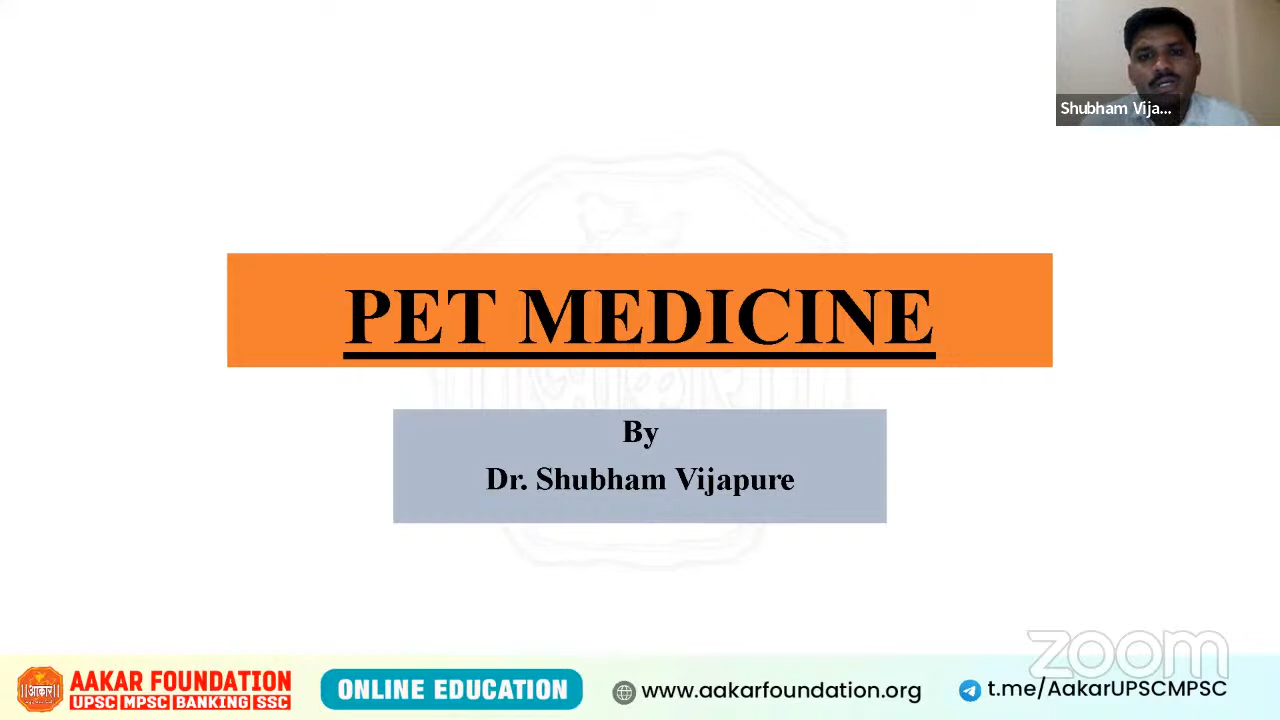 Shubham Vija...
PET MEDICINE
By
Dr. Shubham Vijapure
zoom
आकार
AAKAR FOUNDATION
UPSC MPSC BANKING SSC
ONLINE EDUCATION
www.aakarfoundation.org
t.me/AakarUPSCMPSC